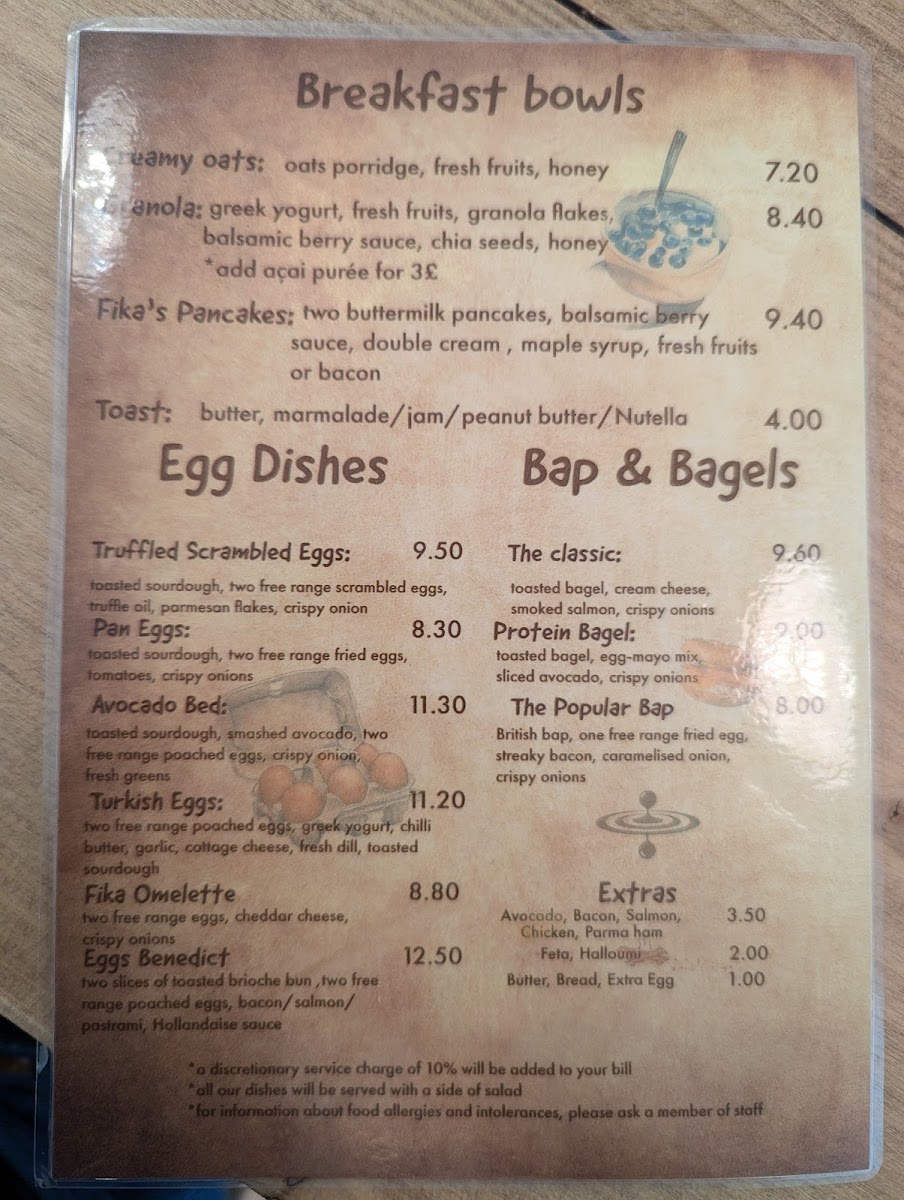 Breakfast bowls
Creamy oats: oats porridge, fresh fruits, honey 7.20
Granola: greek yogurt, fresh fruits, granola flakes, 8.40
balsamic berry sauce, chia seeds, honey
*add açai purée for 3£
Fika's Pancakes: two buttermilk pancakes, balsamic berry 9.40
sauce, double cream , maple syrup, fresh fruits
or bacon
Toast: butter, marmalade/jam/peanut butter/Nutella 4.00
Egg Dishes
Truffled Scrambled Eggs: 9.50
toasted sourdough, two free range scrambled eggs,
truffle oil, parmesan flakes, crispy onion
Pan Eggs: 8.30
toasted sourdough, two free range fried eggs,
tomatoes, crispy onions
Avocado Bed: 11.30
toasted sourdough, smashed avocado, two
free range poached eggs, crispy onion,
fresh greens
Turkish Eggs: 11.20
two free range poached eggs, greek yogurt, chilli
butter, garlic, cottage cheese, fresh dill, toasted
sourdough
Fika Omelette 8.80
two free range eggs, cheddar cheese,
crispy onions
Eggs Benedict 12.50
two slices of toasted brioche bun ,two free
range poached eggs, bacon/salmon/
pastrami, Hollandaise sauce
Bap & Bagels
The classic: 9.60
toasted bagel, cream cheese,
smoked salmon, crispy onions
Protein Bagel: 9.00
toasted bagel, egg-mayo mix,
sliced avocado, crispy onions
The Popular Bap 8.00
British bap, one free range fried egg,
streaky bacon, caramelised onion,
crispy onions
Extras
Avocado, Bacon, Salmon, 3.50
Chicken, Parma ham
Feta, Halloumi 2.00
Butter, Bread, Extra Egg 1.00
*a discretionary service charge of 10% will be added to your bill
*all our dishes will be served with a side of salad
*for information about food allergies and intolerances, please ask a member of staff